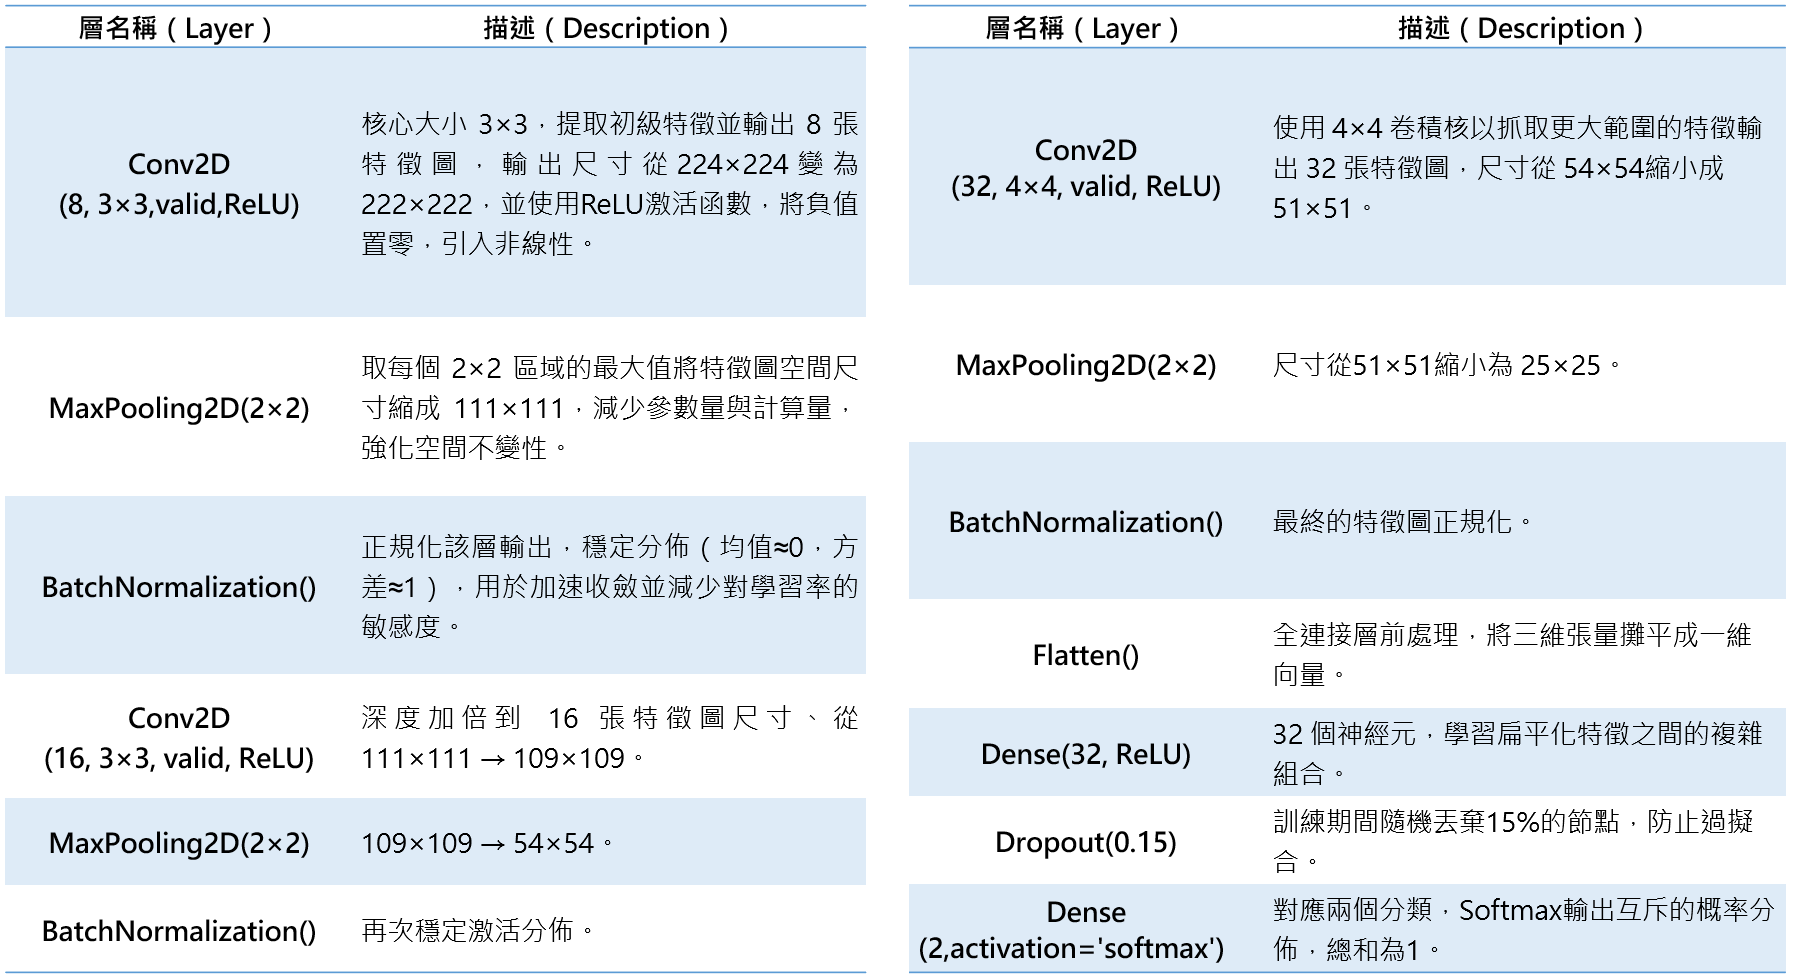 層名稱（Layer） 描述（Description）
Conv2D
(8, 3×3,valid,ReLU)
核心大小 3×3，提取初級特徵並輸出 8 張
特徵圖，輸出尺寸從224×224變為
222×222，並使用ReLU激活函數，將負值
置零，引入非線性。
MaxPooling2D(2×2)
取每個 2×2 區域的最大值將特徵圖空間尺
寸縮成 111×111，減少參數量與計算量，
強化空間不變性。
BatchNormalization()
正規化該層輸出，穩定分佈（均值≈0，方
差≈1），用於加速收斂並減少對學習率的
敏感度。
Conv2D
(16, 3×3, valid, ReLU)
深度加倍到 16 張特徵圖尺寸、從
111×111 → 109×109。
MaxPooling2D(2×2)
109×109 → 54×54。
BatchNormalization()
再次穩定激活分佈。
層名稱（Layer） 描述（Description）
Conv2D
(32, 4×4, valid, ReLU)
使用 4×4 卷積核以抓取更大範圍的特徵輸
出 32 張特徵圖，尺寸從 54×54縮小成
51×51。
MaxPooling2D(2×2)
尺寸從51×51縮小為 25×25。
BatchNormalization()
最終的特徵圖正規化。
Flatten()
全連接層前處理，將三維張量攤平成一維
向量。
Dense(32, ReLU)
32 個神經元，學習扁平化特徵之間的複雜
組合。
Dropout(0.15)
訓練期間隨機丟棄15%的節點，防止過擬
合。
Dense
(2,activation='softmax')
對應兩個分類，Softmax輸出互斥的概率分
佈，總和為1。